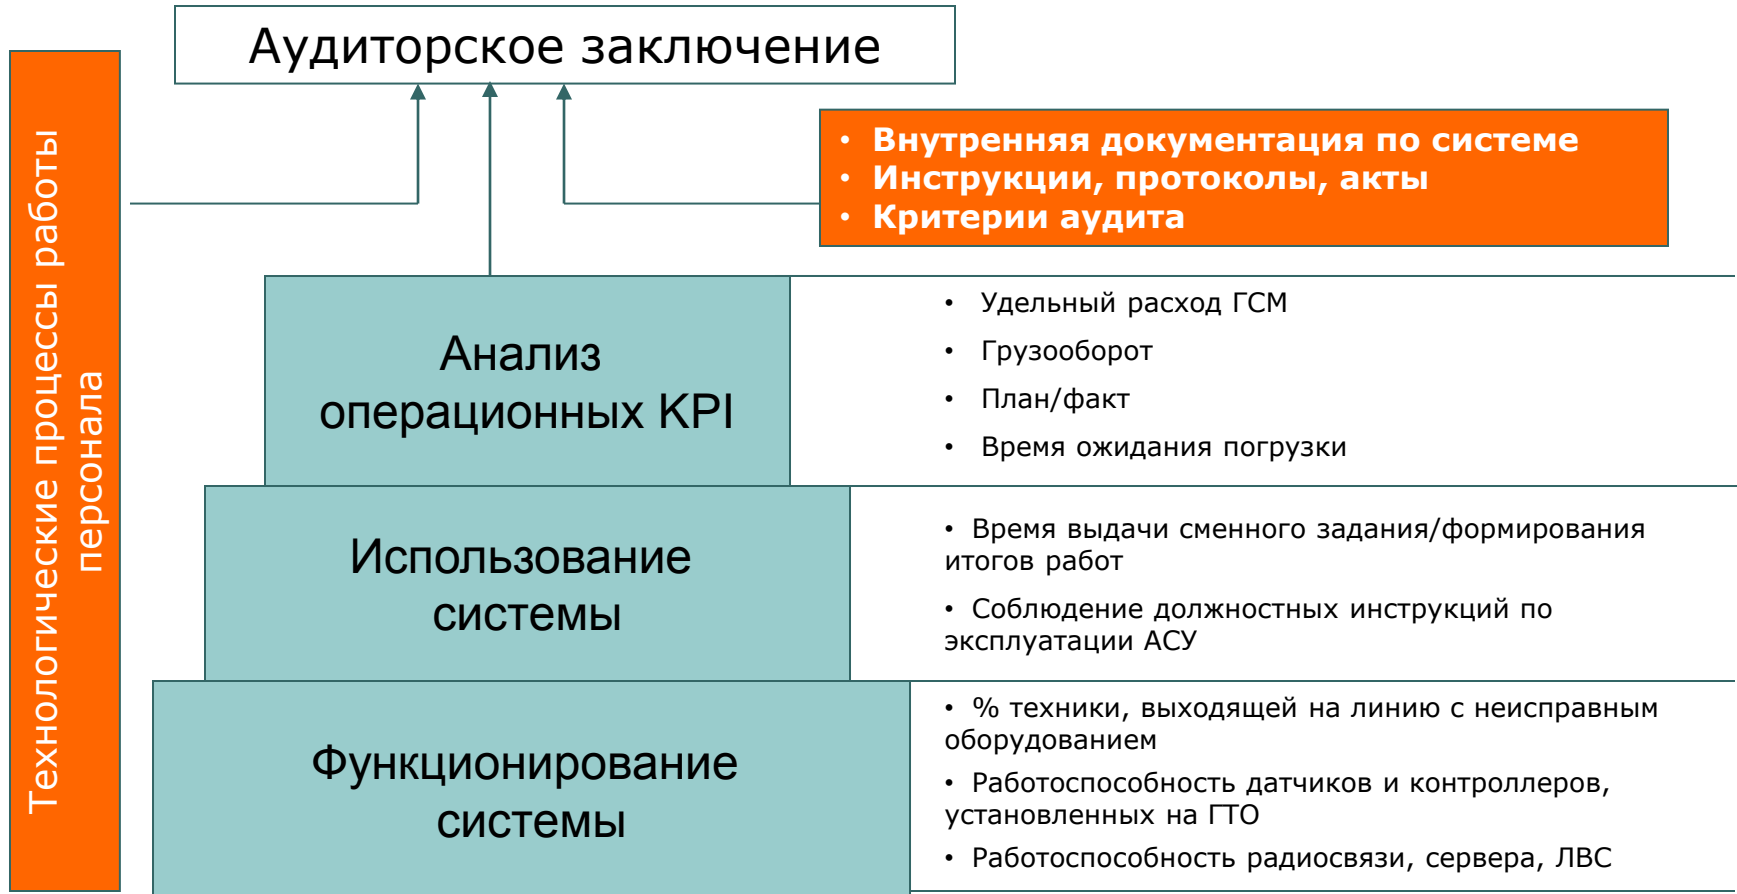 Аудиторское заключение
Технологические процессы работы
персонала
• Внутренняя документация по системе
• Инструкции, протоколы, акты
• Критерии аудита
Анализ
операционных KPI
• Удельный расход ГСМ
• Грузооборот
• План/факт
• Время ожидания погрузки
Использование
системы
• Время выдачи сменного задания/формирования
итогов работ
• Соблюдение должностных инструкций по
эксплуатации АСУ
Функционирование
системы
• % техники, выходящей на линию с неисправным
оборудованием
• Работоспособность датчиков и контроллеров,
установленных на ГТО
• Работоспособность радиосвязи, сервера, ЛВС